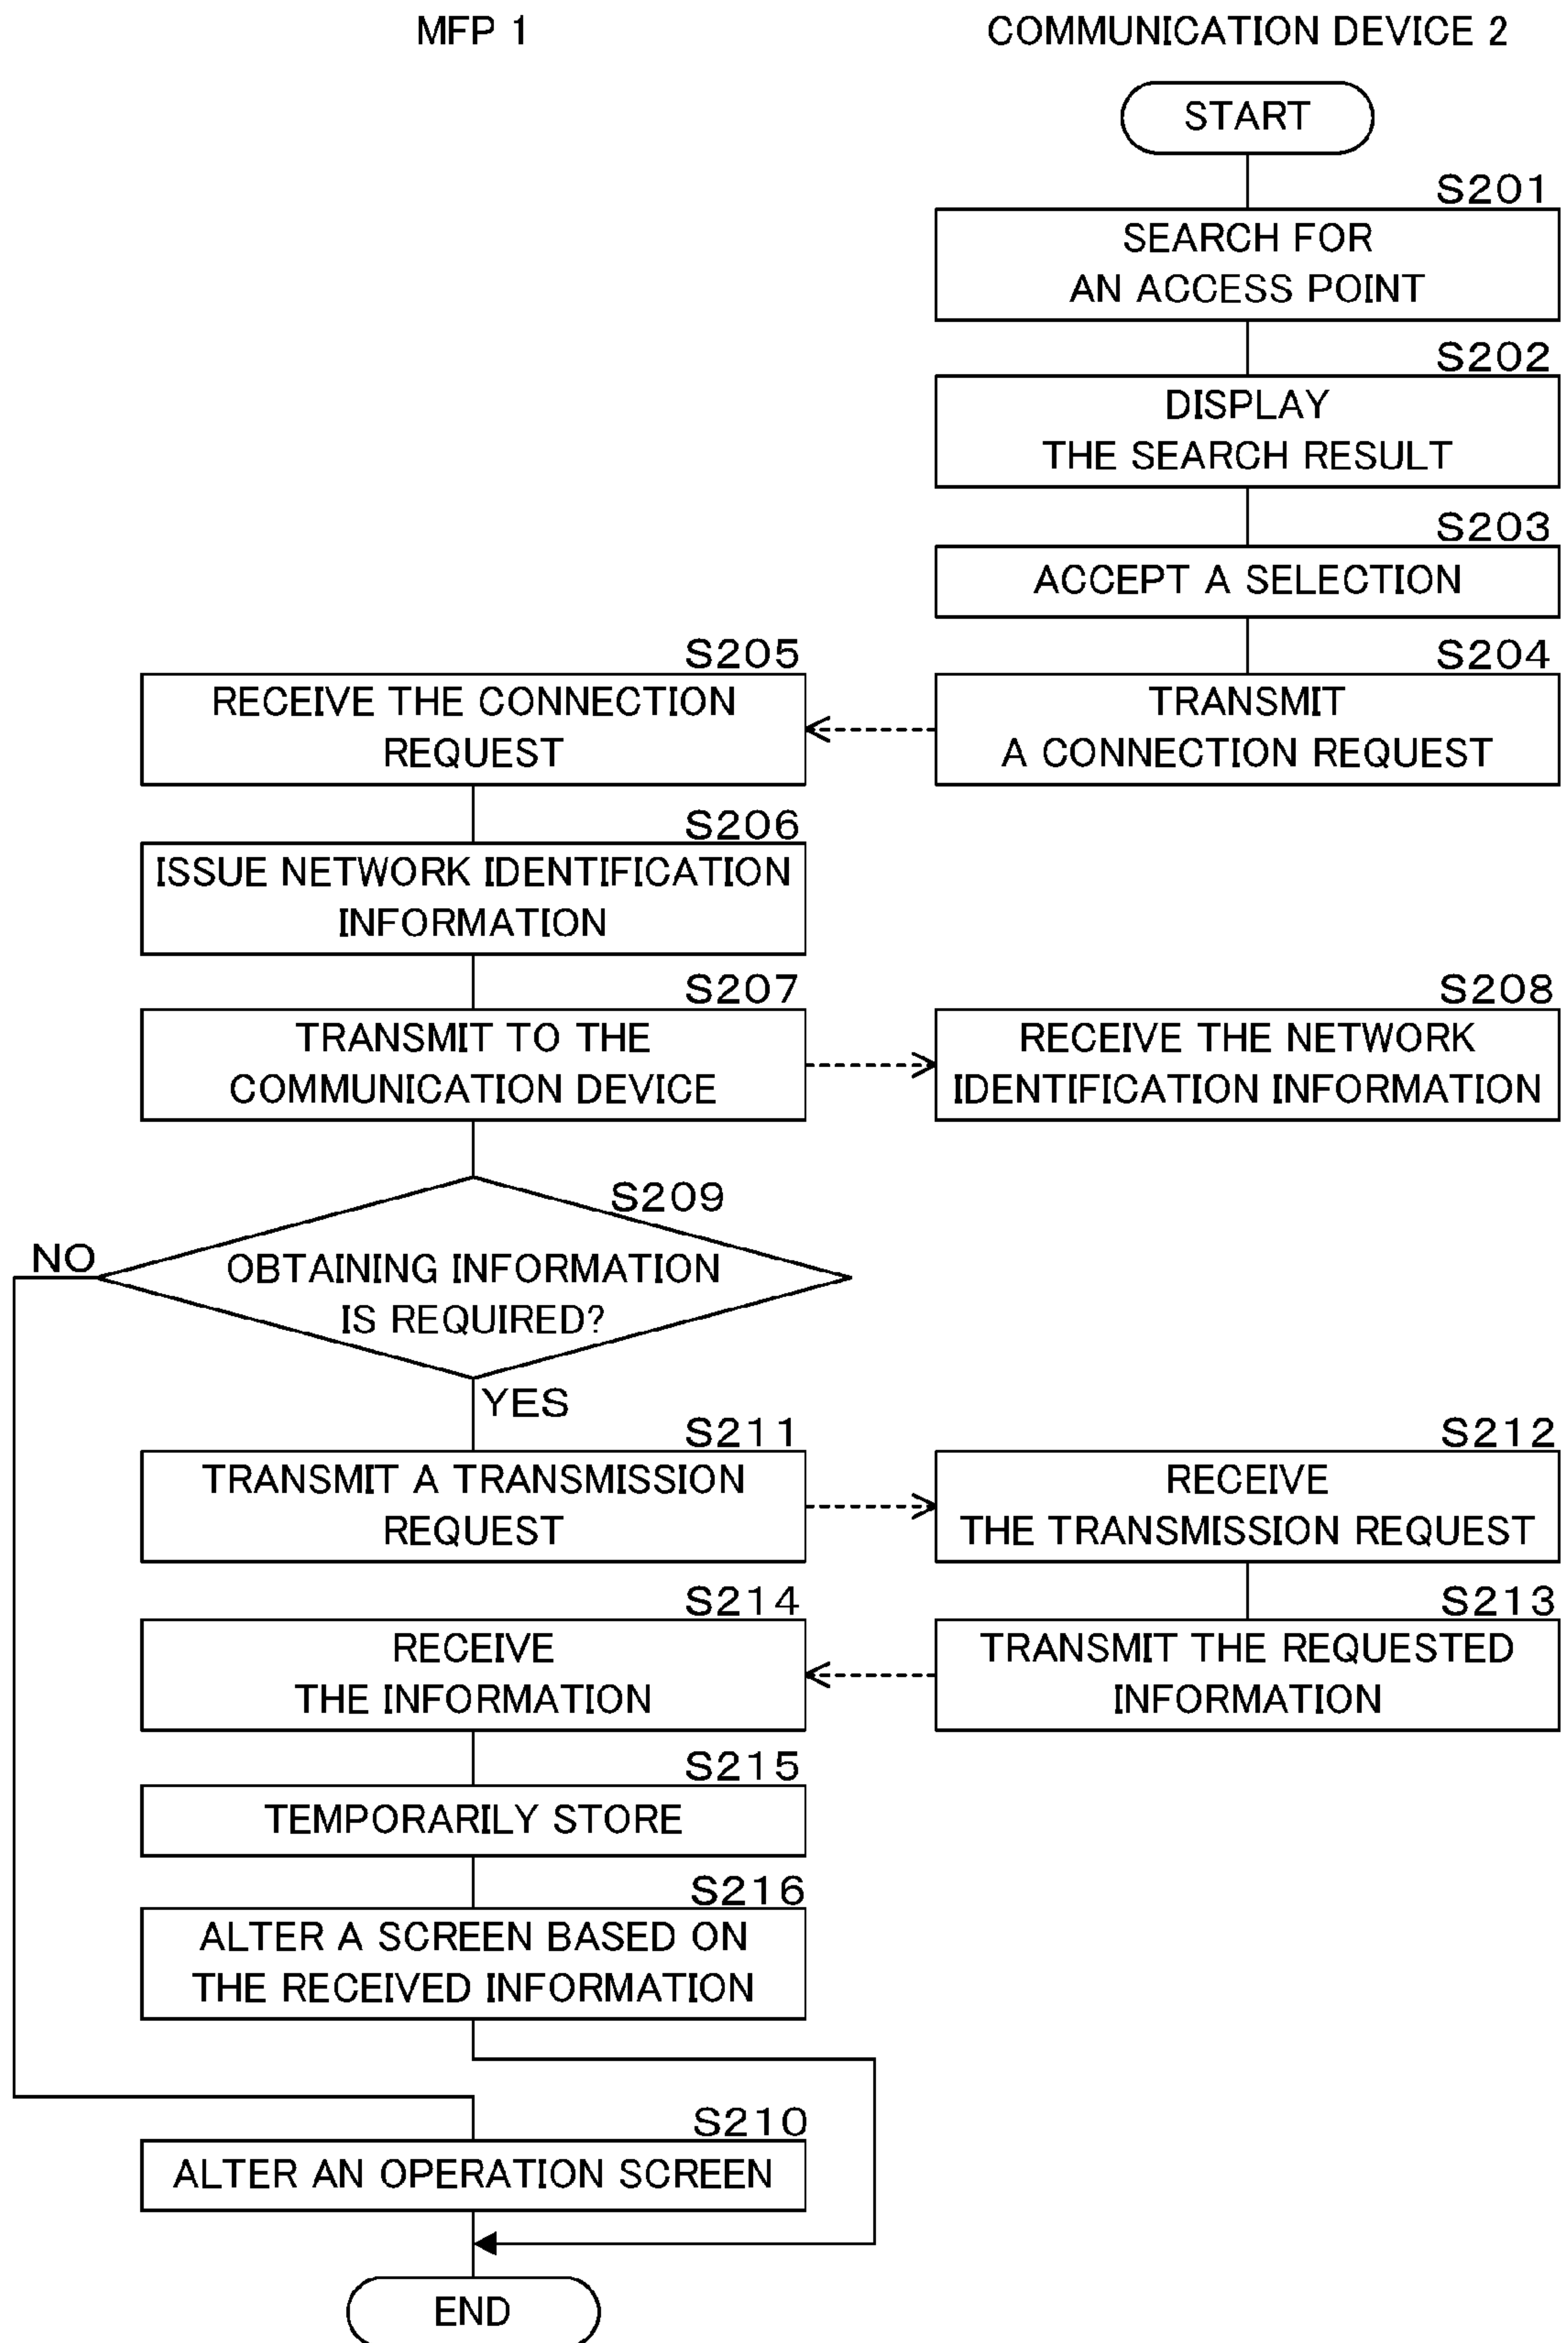 MFP 1
COMMUNICATION DEVICE 2
START
S201
SEARCH FOR
AN ACCESS POINT
S202
DISPLAY
THE SEARCH RESULT
S203
ACCEPT A SELECTION
S204
TRANSMIT
A CONNECTION REQUEST
S205
RECEIVE THE CONNECTION
REQUEST
S206
ISSUE NETWORK IDENTIFICATION
INFORMATION
S207
TRANSMIT TO THE
COMMUNICATION DEVICE
S208
RECEIVE THE NETWORK
IDENTIFICATION INFORMATION
S209
OBTAINING INFORMATION
IS REQUIRED?
NO
YES
S211
TRANSMIT A TRANSMISSION
REQUEST
S212
RECEIVE
THE TRANSMISSION REQUEST
S213
TRANSMIT THE REQUESTED
INFORMATION
S214
RECEIVE
THE INFORMATION
S215
TEMPORARILY STORE
S216
ALTER A SCREEN BASED ON
THE RECEIVED INFORMATION
S210
ALTER AN OPERATION SCREEN
END